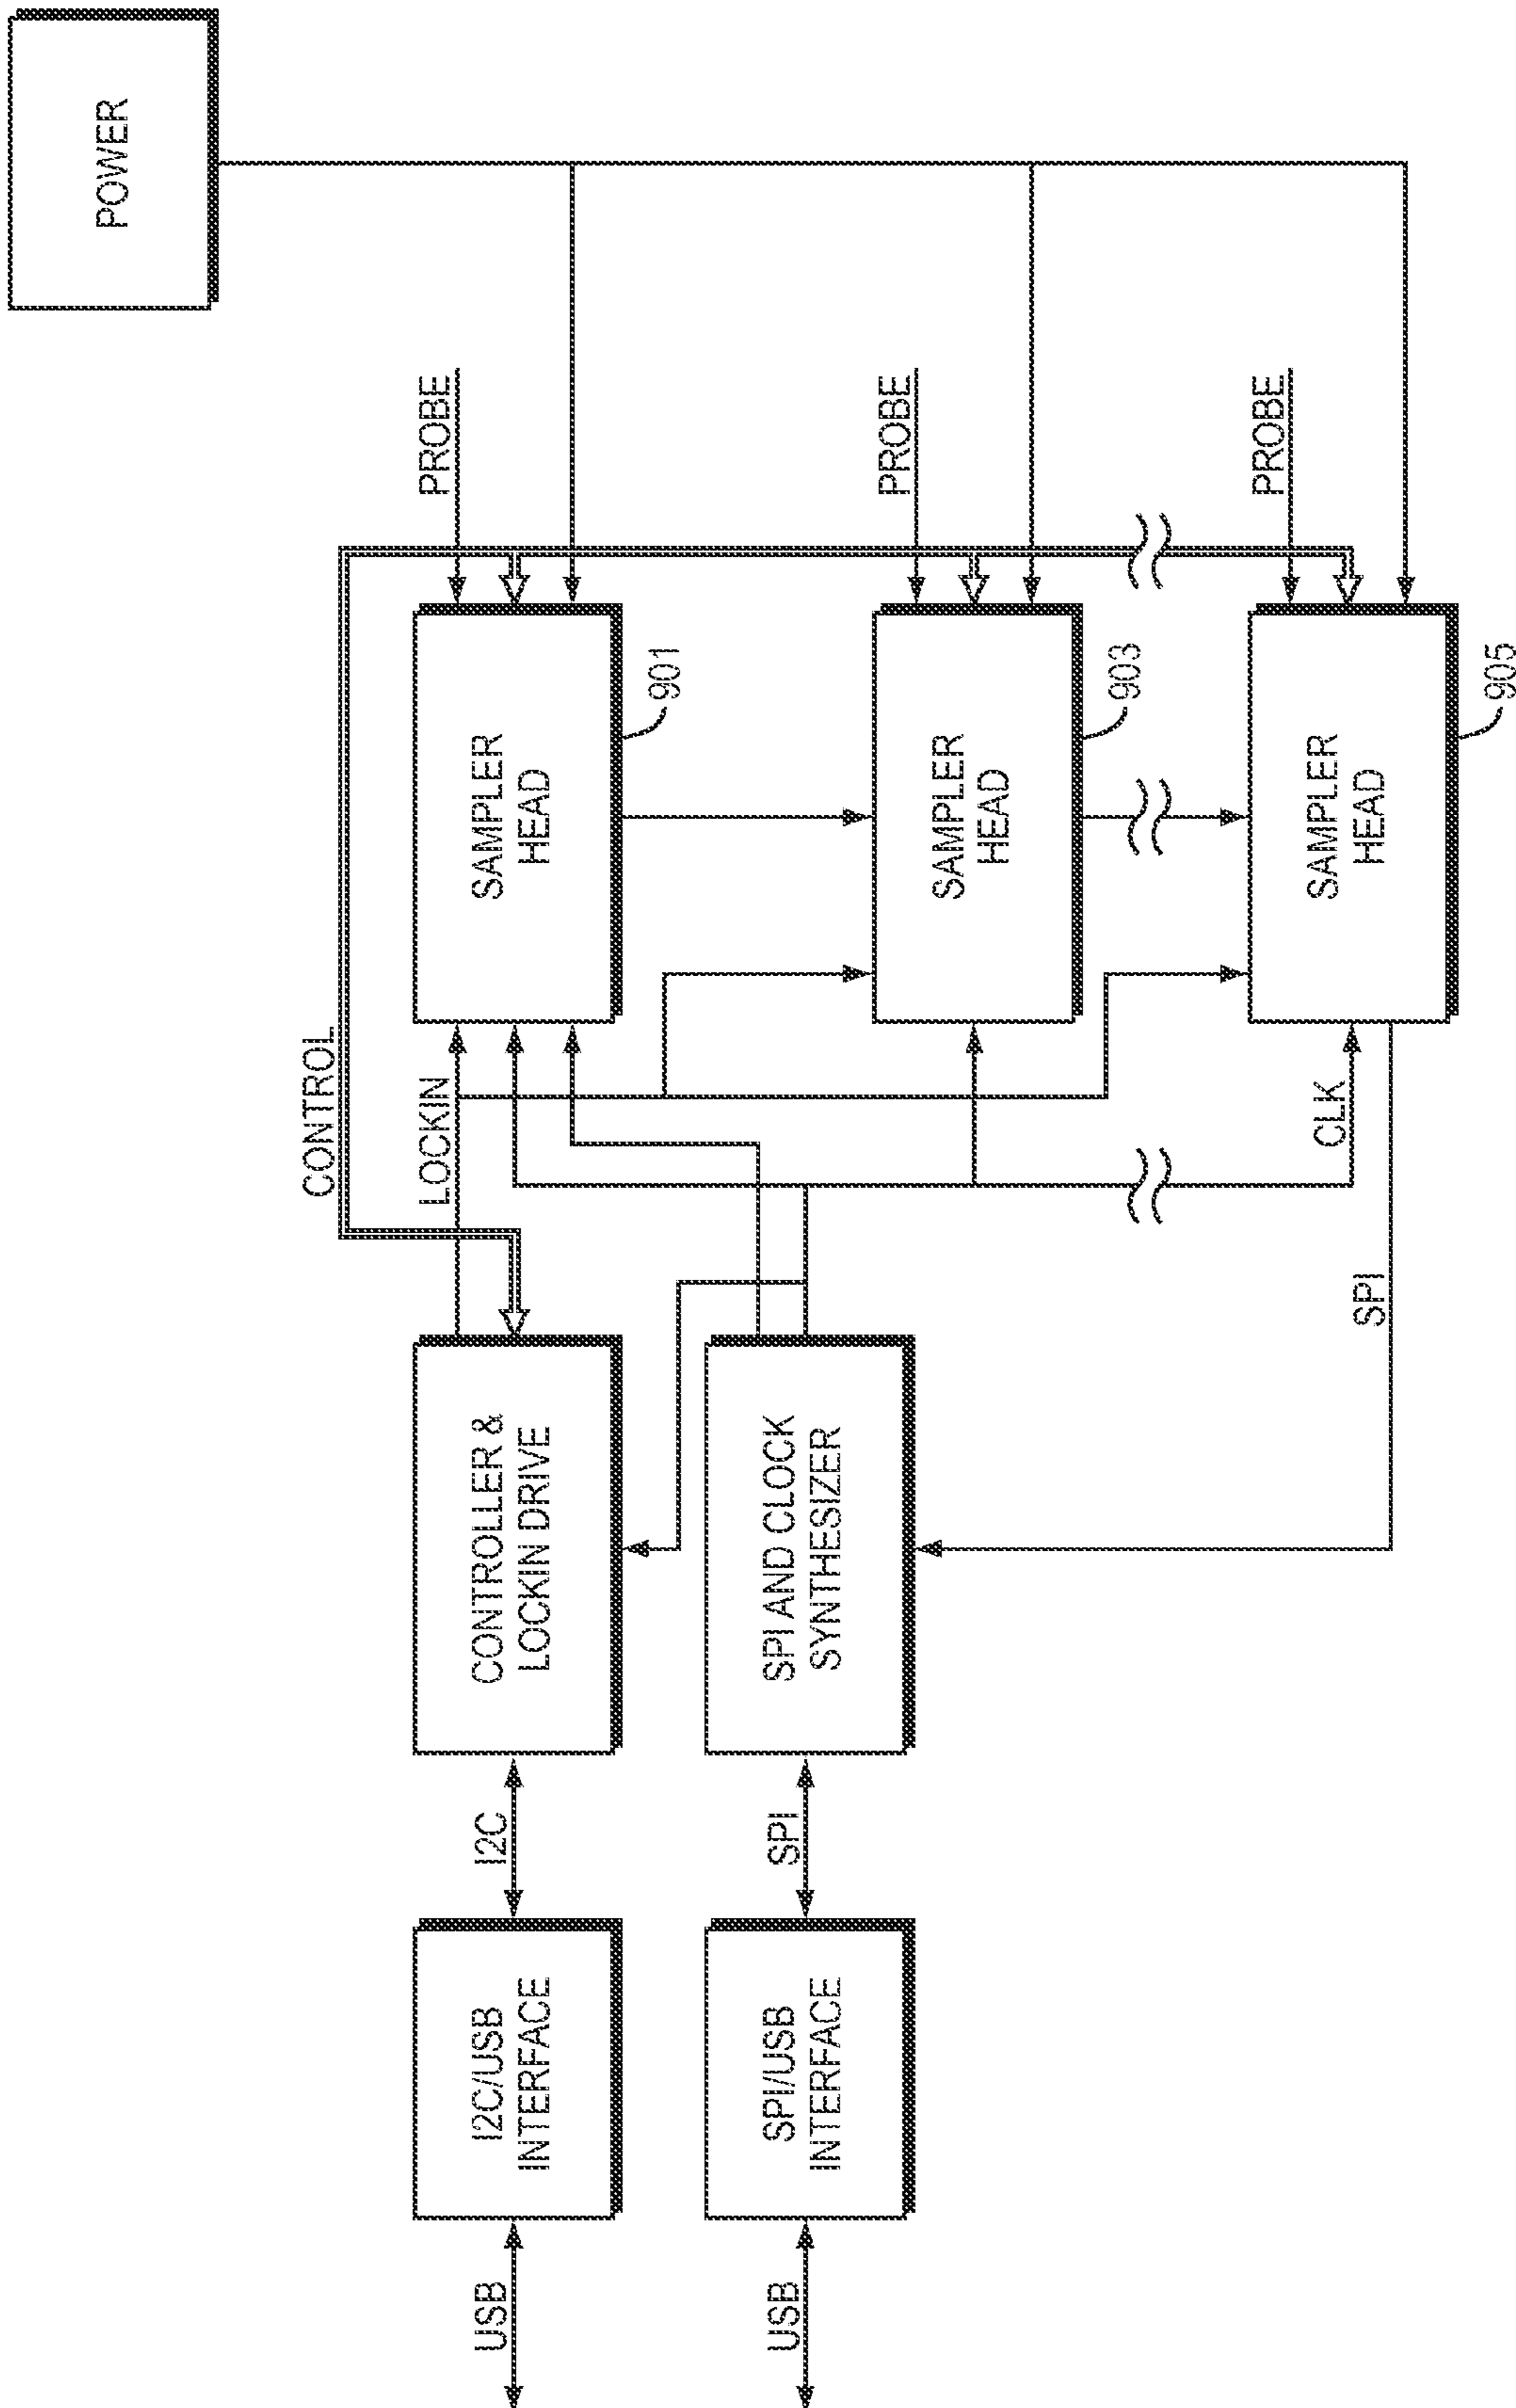 POWER
PROBE
PROBE
PROBE
CONTROL
LOCKIN
SAMPLER
HEAD
901
SAMPLER
HEAD
903
SAMPLER
HEAD
905
CLK
SPI
CONTROLLER &
LOCKIN DRIVE
SPI AND CLOCK
SYNTHESIZER
I2C
SPI
I2C/USB
INTERFACE
SPI/USB
INTERFACE
USB
USB